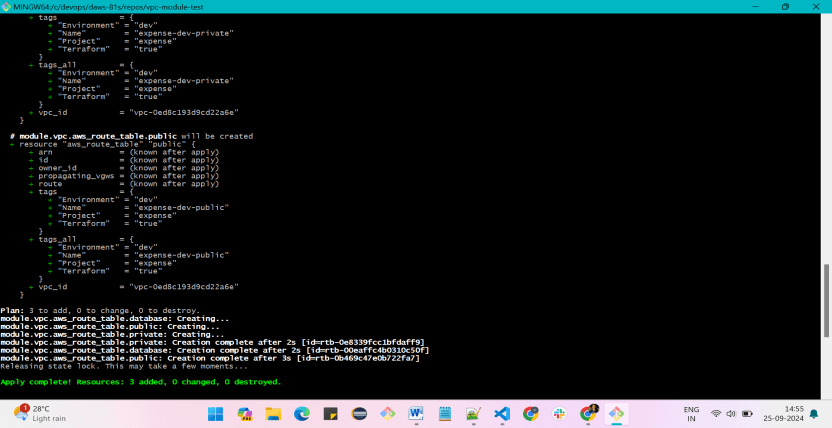 MINGW64:/c/devops/daws-81s/repos/vpc-module-test
+ tags = {
+ "Environment" = "dev"
+ "Name" = "expense-dev-private"
+ "Project" = "expense"
+ "Terraform" = "true"
}
+ tags_all = {
+ "Environment" = "dev"
+ "Name" = "expense-dev-private"
+ "Project" = "expense"
+ "Terraform" = "true"
}
+ vpc_id = "vpc-0ed8c193d9cd22a6e"
}
# module.vpc.aws_route_table.public will be created
+ resource "aws_route_table" "public" {
+ arn = (known after apply)
+ id = (known after apply)
+ owner_id = (known after apply)
+ propagating_vgws = (known after apply)
+ route = (known after apply)
+ tags = {
+ "Environment" = "dev"
+ "Name" = "expense-dev-public"
+ "Project" = "expense"
+ "Terraform" = "true"
}
+ tags_all = {
+ "Environment" = "dev"
+ "Name" = "expense-dev-public"
+ "Project" = "expense"
+ "Terraform" = "true"
}
+ vpc_id = "vpc-0ed8c193d9cd22a6e"
}
Plan: 3 to add, 0 to change, 0 to destroy.
module.vpc.aws_route_table.database: Creating...
module.vpc.aws_route_table.public: Creating...
module.vpc.aws_route_table.private: Creating...
module.vpc.aws_route_table.private: Creation complete after 2s [id=rtb-0e8339fcc1bfdaff9]
module.vpc.aws_route_table.database: Creation complete after 2s [id=rtb-00eaffc4b0310c50f]
module.vpc.aws_route_table.public: Creation complete after 3s [id=rtb-0b469c47e0b722fa7]
Releasing state lock. This may take a few moments...
Apply complete! Resources: 3 added, 0 changed, 0 destroyed.
1
28°C
Light rain
PRE
ENG
IN
14:55
25-09-2024